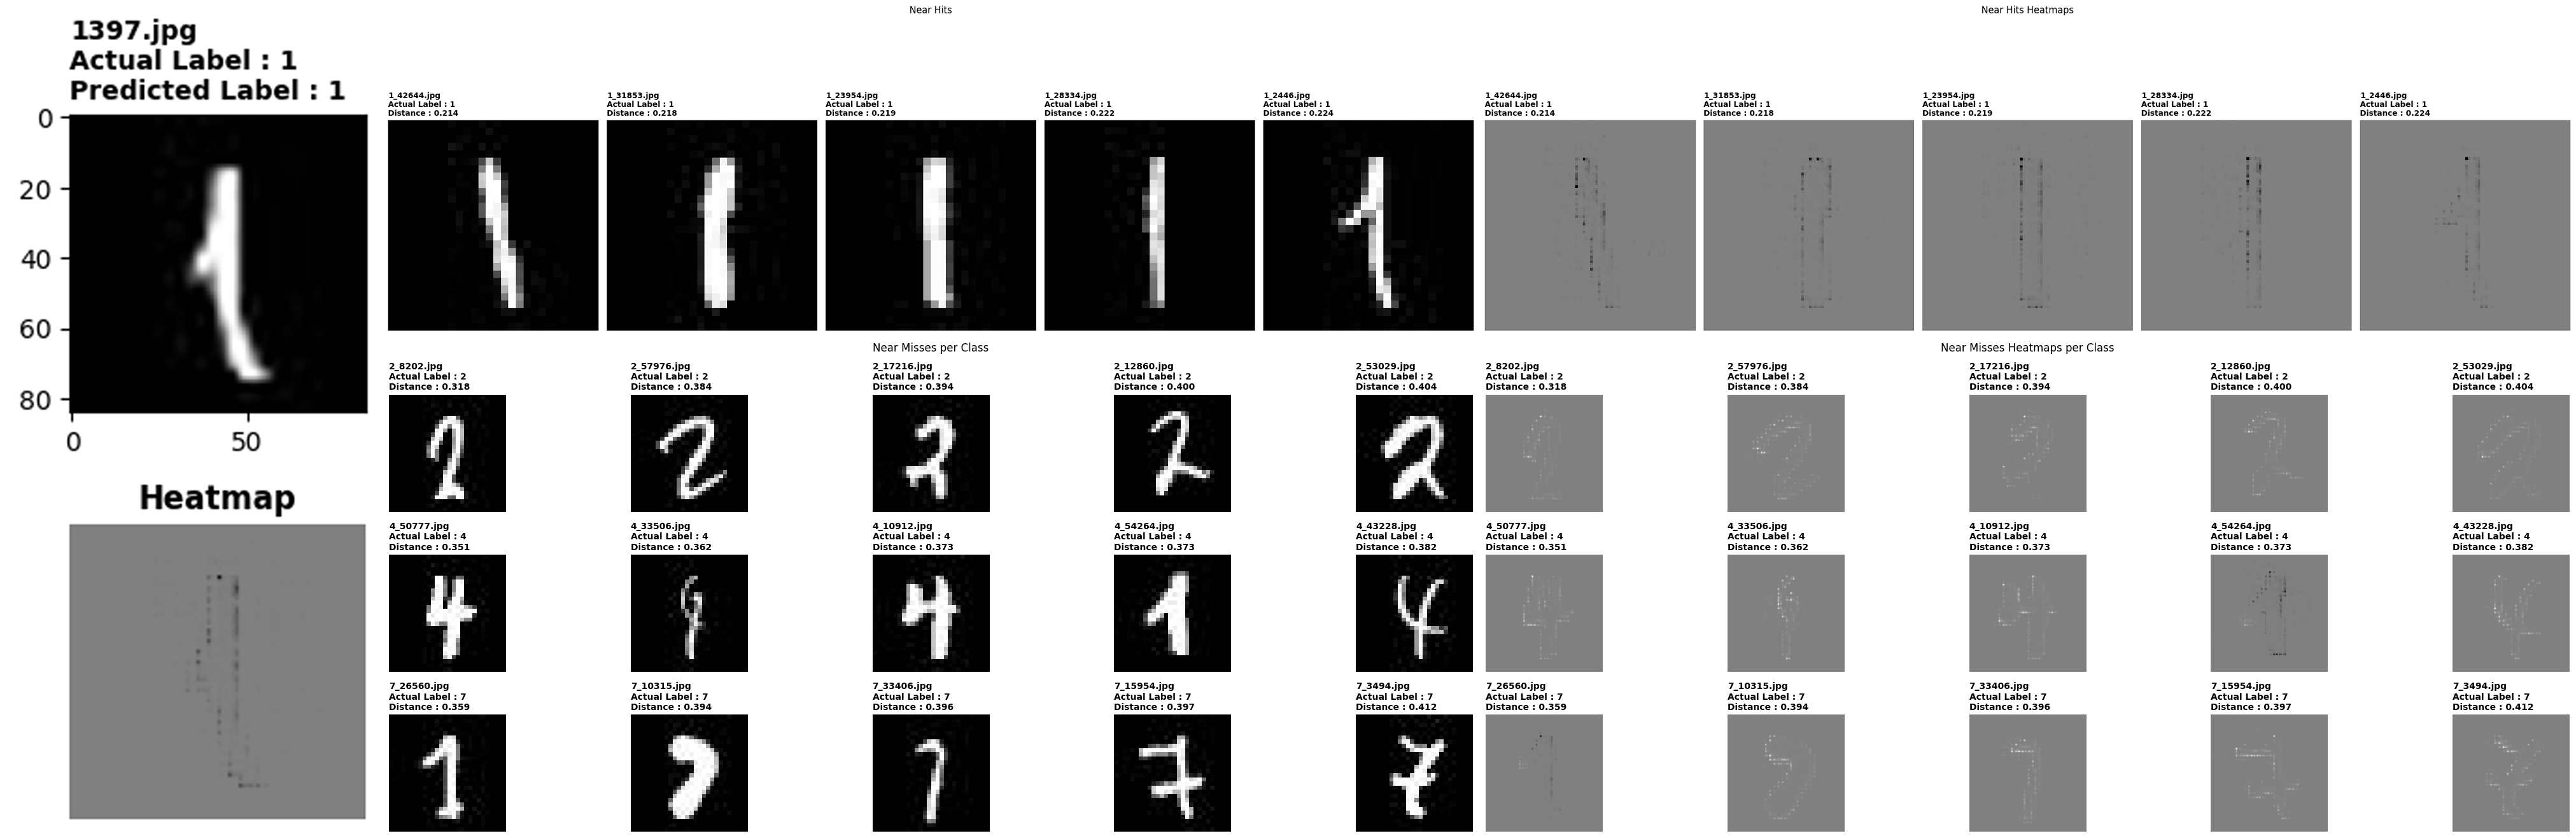 Near Hits
Near Hits Heatmaps
1397.jpg
Actual Label : 1
Predicted Label : 1
0
20
40
60
80
0
50
Heatmap
1_42644.jpg
Actual Label : 1
Distance : 0.214
1_31853.jpg
Actual Label : 1
Distance : 0.218
1_23954.jpg
Actual Label : 1
Distance : 0.219
1_28334.jpg
Actual Label : 1
Distance : 0.222
1_2446.jpg
Actual Label : 1
Distance : 0.224
1_42644.jpg
Actual Label : 1
Distance : 0.214
1_31853.jpg
Actual Label : 1
Distance : 0.218
1_23954.jpg
Actual Label : 1
Distance : 0.219
1_28334.jpg
Actual Label : 1
Distance : 0.222
1_2446.jpg
Actual Label : 1
Distance : 0.224
Near Misses per Class
Near Misses Heatmaps per Class
2_8202.jpg
Actual Label : 2
Distance : 0.318
2_57976.jpg
Actual Label : 2
Distance : 0.384
2_17216.jpg
Actual Label : 2
Distance : 0.394
2_12860.jpg
Actual Label : 2
Distance : 0.400
2_53029.jpg
Actual Label : 2
Distance : 0.404
2_8202.jpg
Actual Label : 2
Distance : 0.318
2_57976.jpg
Actual Label : 2
Distance : 0.384
2_17216.jpg
Actual Label : 2
Distance : 0.394
2_12860.jpg
Actual Label : 2
Distance : 0.400
2_53029.jpg
Actual Label : 2
Distance : 0.404
4_50777.jpg
Actual Label : 4
Distance : 0.351
4_33506.jpg
Actual Label : 4
Distance : 0.362
4_10912.jpg
Actual Label : 4
Distance : 0.373
4_54264.jpg
Actual Label : 4
Distance : 0.373
4_43228.jpg
Actual Label : 4
Distance : 0.382
4_50777.jpg
Actual Label : 4
Distance : 0.351
4_33506.jpg
Actual Label : 4
Distance : 0.362
4_10912.jpg
Actual Label : 4
Distance : 0.373
4_54264.jpg
Actual Label : 4
Distance : 0.373
4_43228.jpg
Actual Label : 4
Distance : 0.382
7_26560.jpg
Actual Label : 7
Distance : 0.359
7_10315.jpg
Actual Label : 7
Distance : 0.394
7_33406.jpg
Actual Label : 7
Distance : 0.396
7_15954.jpg
Actual Label : 7
Distance : 0.397
7_3494.jpg
Actual Label : 7
Distance : 0.412
7_26560.jpg
Actual Label : 7
Distance : 0.359
7_10315.jpg
Actual Label : 7
Distance : 0.394
7_33406.jpg
Actual Label : 7
Distance : 0.396
7_15954.jpg
Actual Label : 7
Distance : 0.397
7_3494.jpg
Actual Label : 7
Distance : 0.412